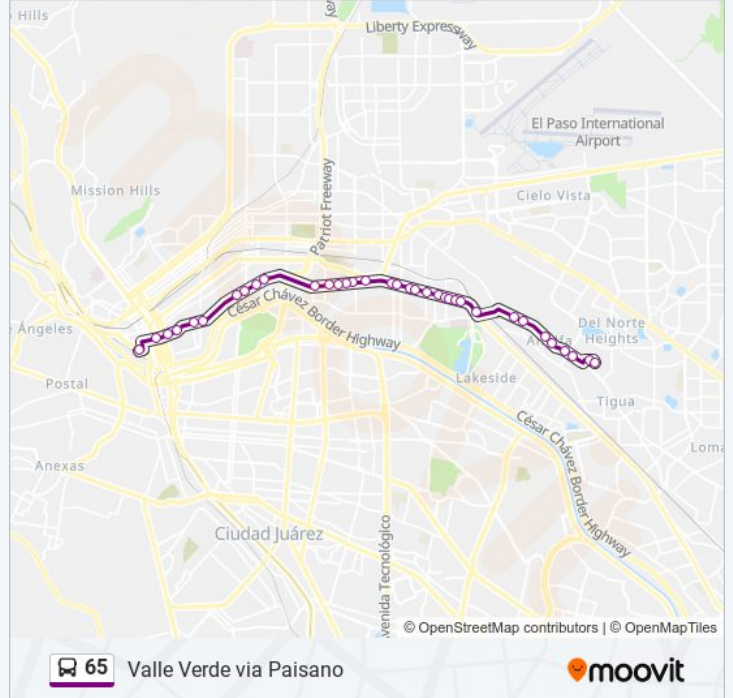 Hills
way
Liberty Expressway
El Paso International
Airport
Mission Hills
Cielo Vista
Patriot Freeway
César Chávez Border Highway
e Ángeles
Del Norte
Heights
Postal
Lakeside
Tigua
César Chávez Border Highway
Loma
Anexas
Ciudad Juárez
venida Tecnológico
© OpenStreetMap contributors | © OpenMapTiles
65 Valle Verde via Paisano
moovit